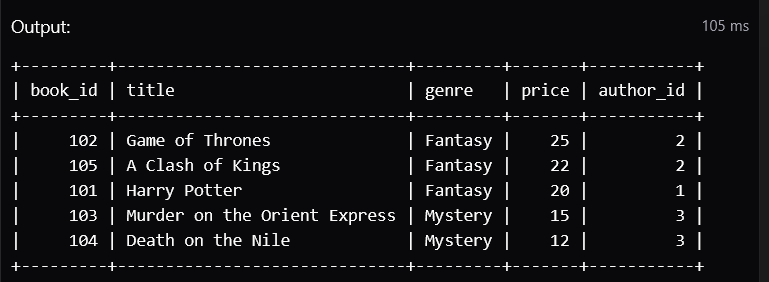 Output: 105 ms
+---------+------------------------------+---------+-------+-----------+
| book_id | title                        | genre   | price | author_id |
+---------+------------------------------+---------+-------+-----------+
|     102 | Game of Thrones              | Fantasy |    25 |         2 |
|     105 | A Clash of Kings             | Fantasy |    22 |         2 |
|     101 | Harry Potter                 | Fantasy |    20 |         1 |
|     103 | Murder on the Orient Express | Mystery |    15 |         3 |
|     104 | Death on the Nile            | Mystery |    12 |         3 |
+---------+------------------------------+---------+-------+-----------+